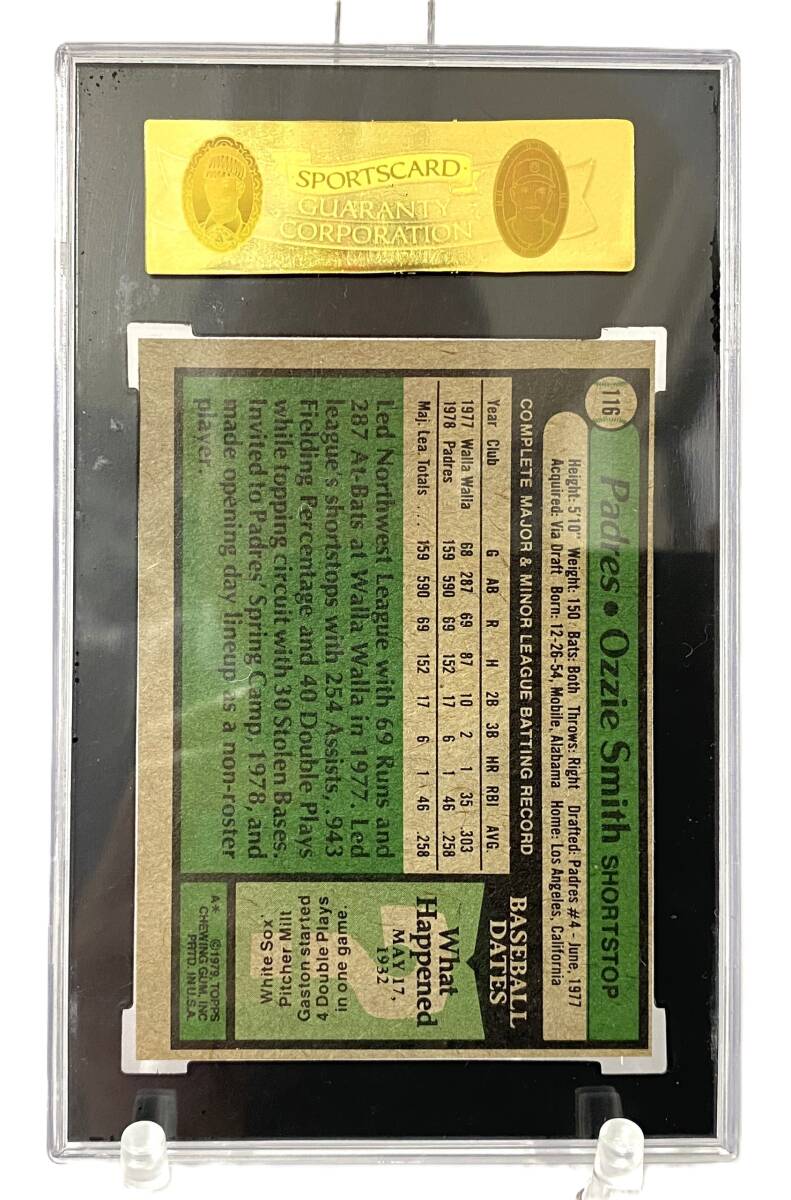 SPORTSCARD
GUARANTY
CORPORATION
116
Padres • Ozzie Smith SHORTSTOP
Height: 5'10" Weight: 150 Bats: Both Throws: Right Drafted: Padres #4 - June, 1977
Acquired: Via Draft Born: 12-26-54, Mobile, Alabama Home: Los Angeles, California
COMPLETE MAJOR & MINOR LEAGUE BATTING RECORD
Year Club G AB R H 2B 3B HR RBI AVG.
1977 Walla Walla 68 287 69 87 10 2 1 35 .303
1978 Padres 159 590 69 152 17 6 1 46 .258
Maj. Lea. Totals .... 159 590 69 152 17 6 1 46 .258
Led Northwest League with 69 Runs and
287 At-Bats at Walla Walla in 1977. Led
league's shortstops with 254 Assists, .943
Fielding Percentage and 40 Double Plays
while topping circuit with 30 Stolen Bases.
Invited to Padres' Spring Camp, 1978, and
made opening day lineup as a non-roster
player.
BASEBALL
DATES
What
Happened
MAY 17,
1932
?
White Sox'
Pitcher Milt
Gaston started
4 Double Plays
in one game.
A* ©1979, TOPPS
CHEWING GUM, INC
PRTD. IN U.S.A.